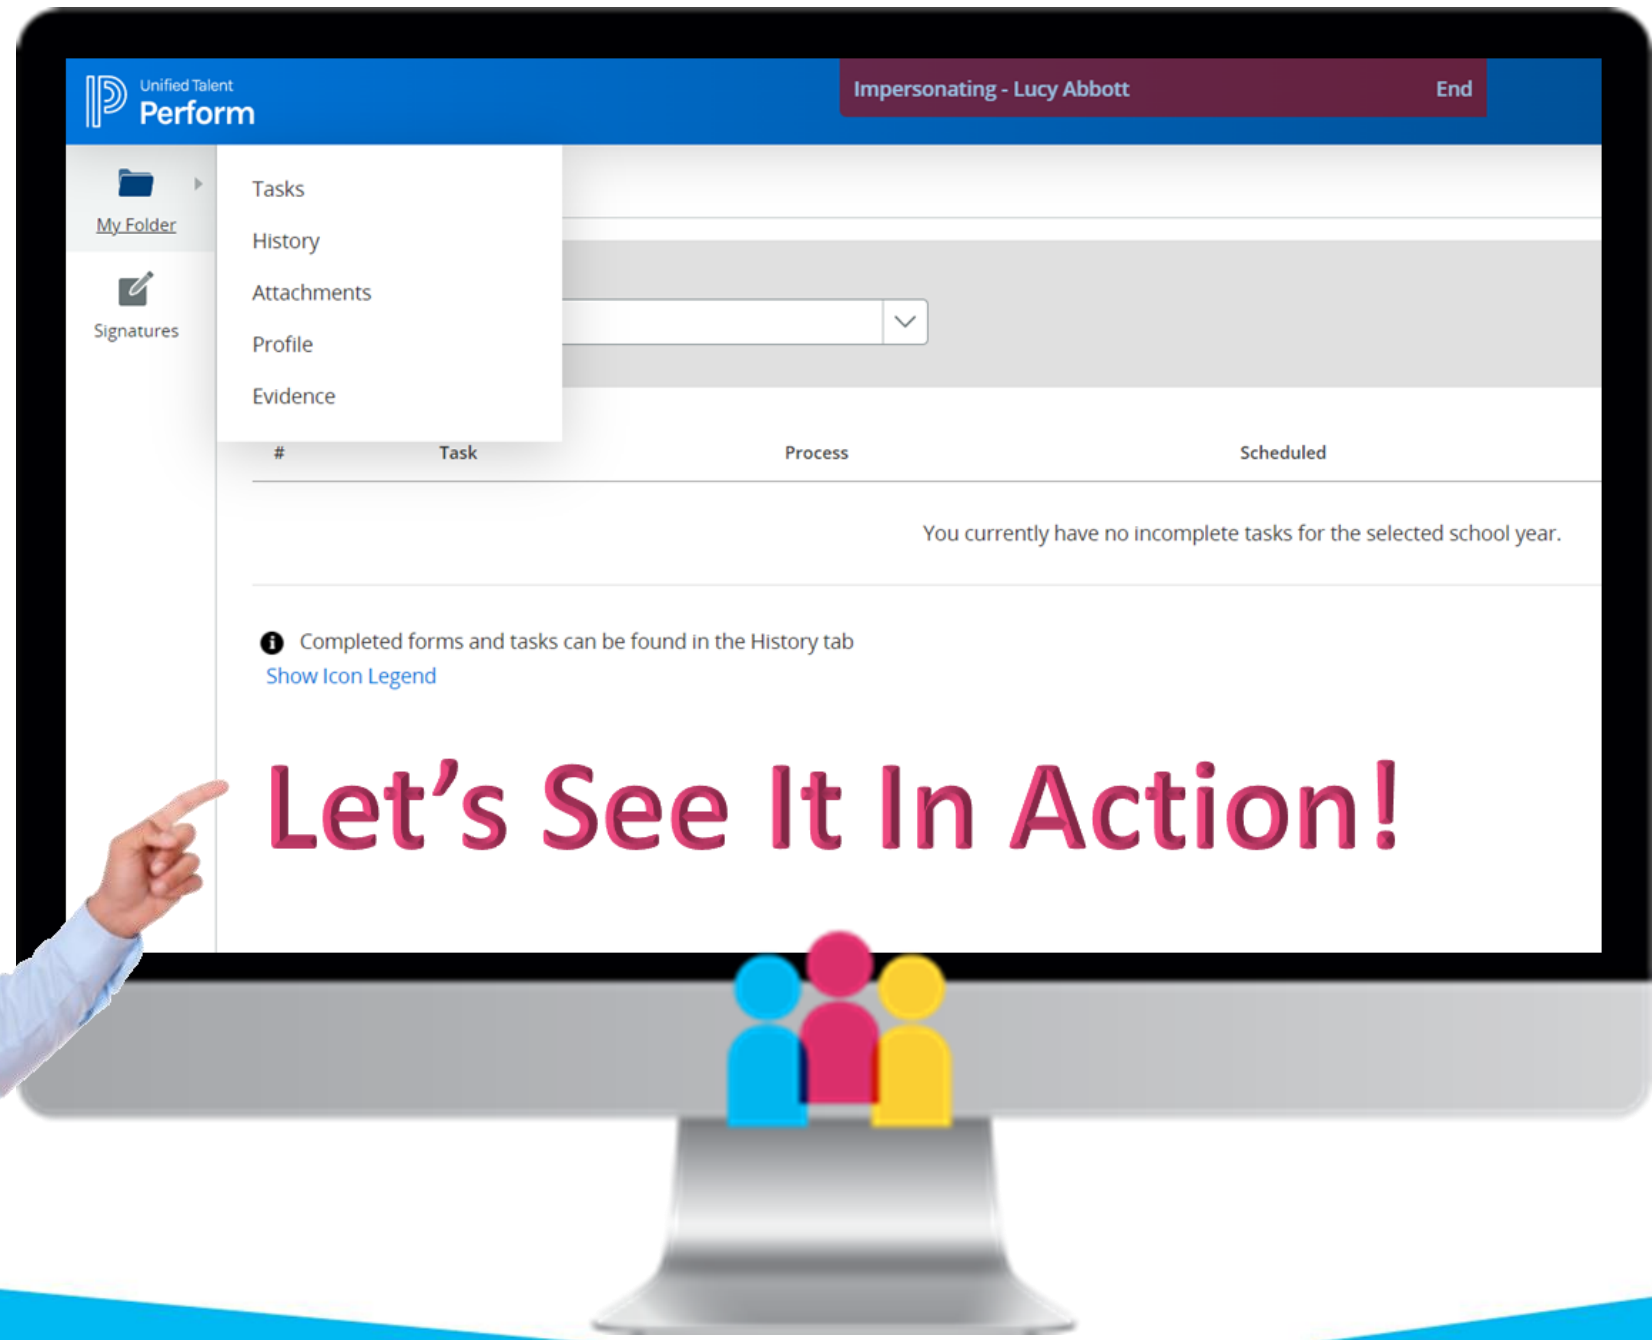 Unified Talent
Perform
Impersonating - Lucy Abbott
End
My Folder
Signatures
Tasks
History
Attachments
Profile
Evidence
# Task Process Scheduled
You currently have no incomplete tasks for the selected school year.
Completed forms and tasks can be found in the History tab
Show Icon Legend
Let's See It In Action!